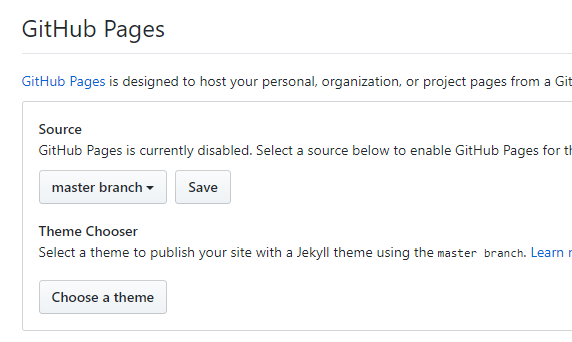 GitHub Pages
GitHub Pages is designed to host your personal, organization, or project pages from a Git
Source
GitHub Pages is currently disabled. Select a source below to enable GitHub Pages for th
master branch
Save
Theme Chooser
Select a theme to publish your site with a Jekyll theme using the master branch. Learn
Choose a theme